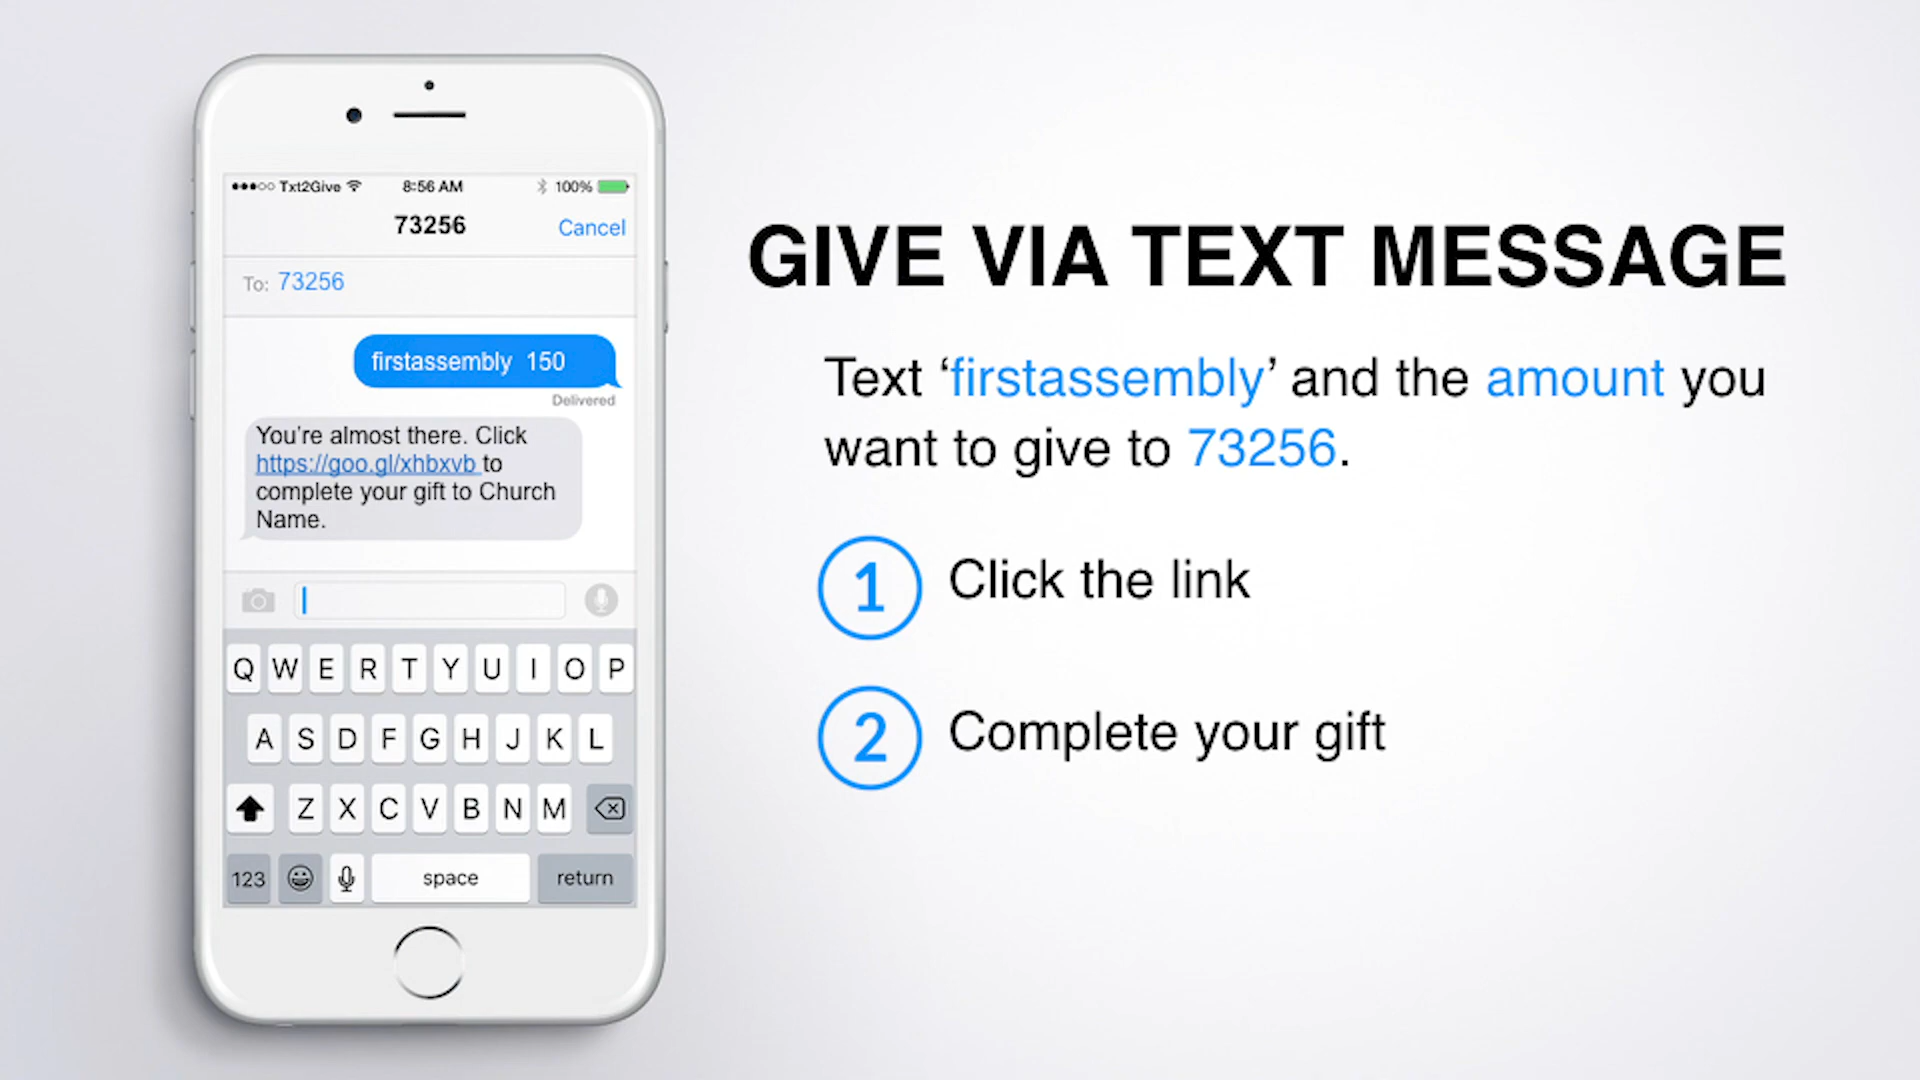 Txt2Give 8:56 AM 100%
73256 Cancel
To: 73256
firstassembly 150
Delivered
You're almost there. Click
https://goo.gl/xhbxvb to
complete your gift to Church
Name.
Q W E R T Y U I O P
A S D F G H J K L
Z X C V B N M
123 space return
GIVE VIA TEXT MESSAGE
Text ‘firstassembly’ and the amount you
want to give to 73256.
1 Click the link
2 Complete your gift